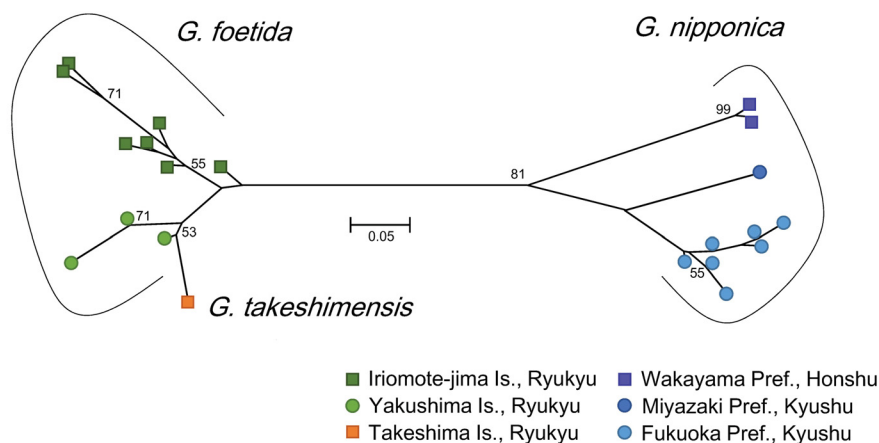 G. foetida
G. nipponica
71
99
55
81
71
53
0.05
55
G. takeshimensis
Iriomote-jima Is., Ryukyu
Wakayama Pref., Honshu
Yakushima Is., Ryukyu
Miyazaki Pref., Kyushu
Takeshima Is., Ryukyu
Fukuoka Pref., Kyushu